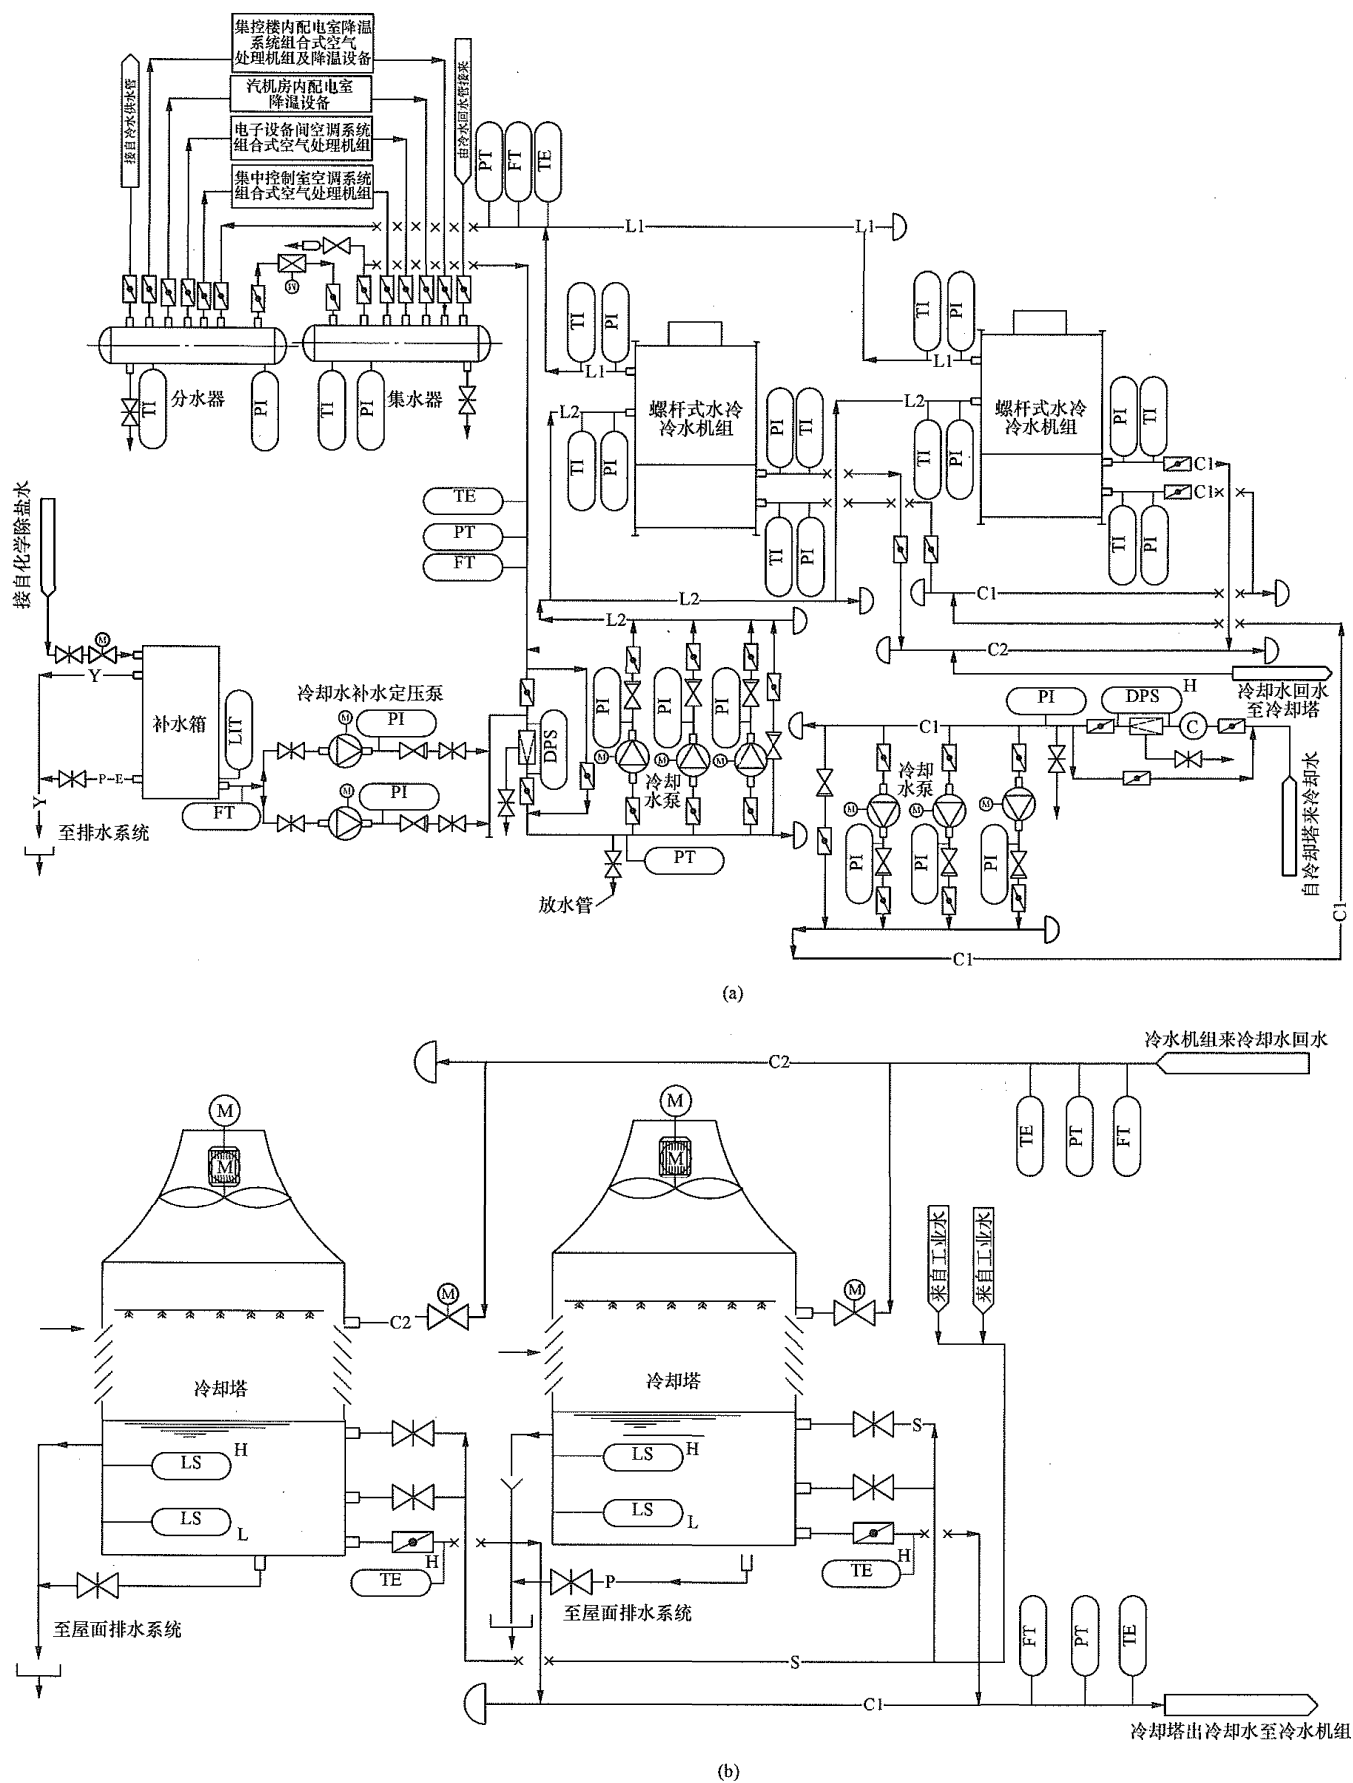 集控楼内配电室降温
系统组合式空气
处理机组及降温设备
汽机房内配电室
降温设备
电子设备间空调系统
组合式空气处理机组
集中控制室空调系统
组合式空气处理机组
接自冷水供水管
由冷水回水管接来
PT
FT
TE
L1
L1
M
TI
PI
TI
PI
L1
L1
分水器
集水器
TI
PI
TI
PI
L2
L2
螺杆式水冷
冷水机组
螺杆式水冷
冷水机组
TI
PI
TI
PI
PI
TI
PI
TI
C1
C1
TI
PI
TI
PI
TE
PT
FT
接自化学除盐水
M
Y
补水箱
LIT
P
E
Y
FT
至排水系统
冷却水补水定压泵
M
PI
M
PI
L2
L2
C1
C2
冷却水回水
至冷却塔
DPS
PI
PI
PI
M
M
M
冷却
水泵
PT
放水管
C1
PI
DPS
H
C
冷却
水泵
M
M
M
PI
PI
PI
自冷却塔来冷却水
C1
C1
(a)
冷水机组来冷却水回水
C2
TE
PT
FT
M
M
M
M
来自工业水
来自工业水
M
C2
M
冷却塔
冷却塔
LS
H
LS
L
LS
H
LS
L
S
H
TE
H
TE
P
至屋面排水系统
至屋面排水系统
S
FT
PT
TE
C1
冷却塔出冷却水至冷水机组
(b)